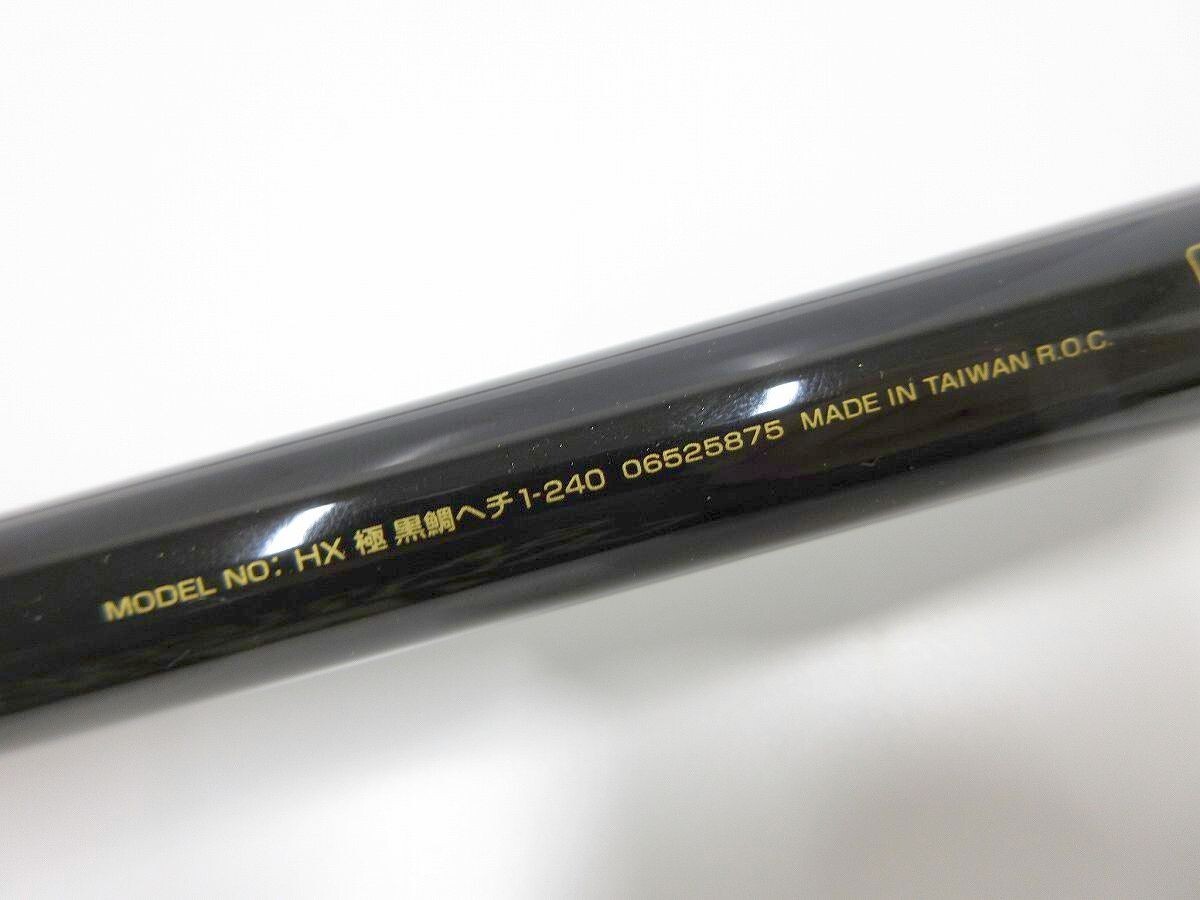 MODEL NO: HX 極 黒鯛ヘチ1-240 06525875 MADE IN TAIWAN R.O.C.